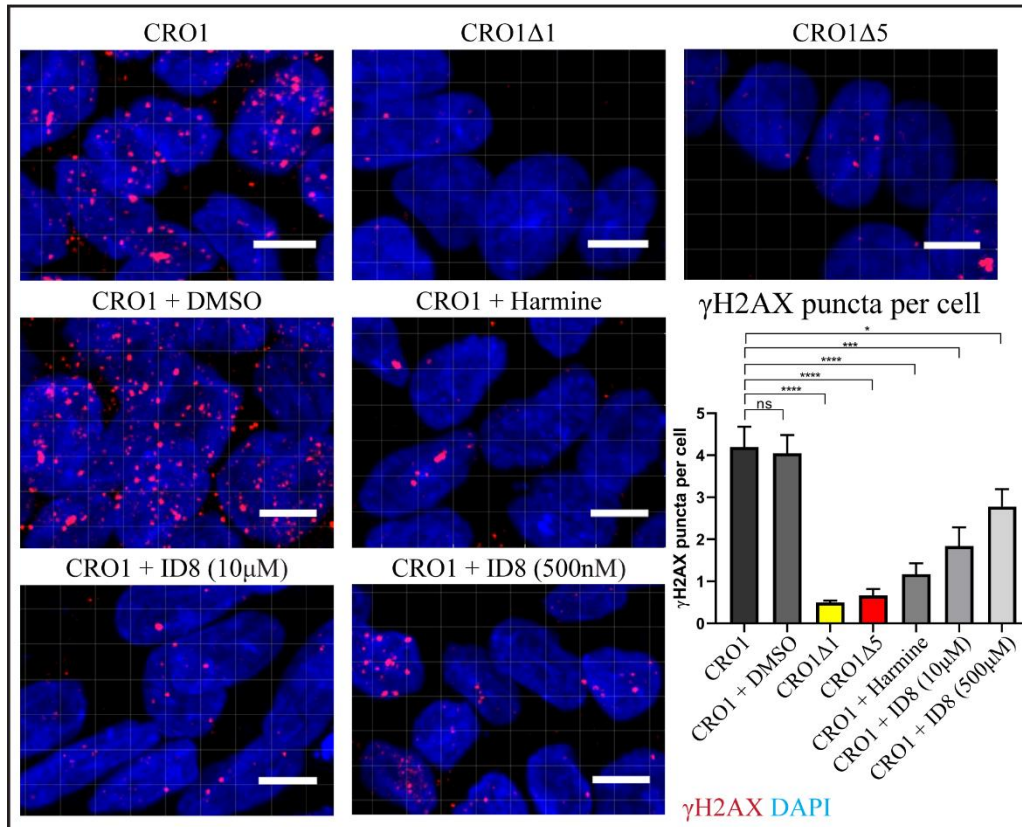 CRO1
CRO1Δ1
CRO1Δ5
CRO1 + DMSO
CRO1 + Harmine
γH2AX puncta per cell
*
***
****
****
****
ns
γH2AX puncta per cell
5
4
3
2
1
0
CRO1
CRO1 + DMSO
CRO1Δ1
CRO1Δ5
CRO1 + Harmine
CRO1 + ID8 (10μM)
CRO1 + ID8 (500μM)
CRO1 + ID8 (10μM)
CRO1 + ID8 (500nM)
γH2AX DAPI